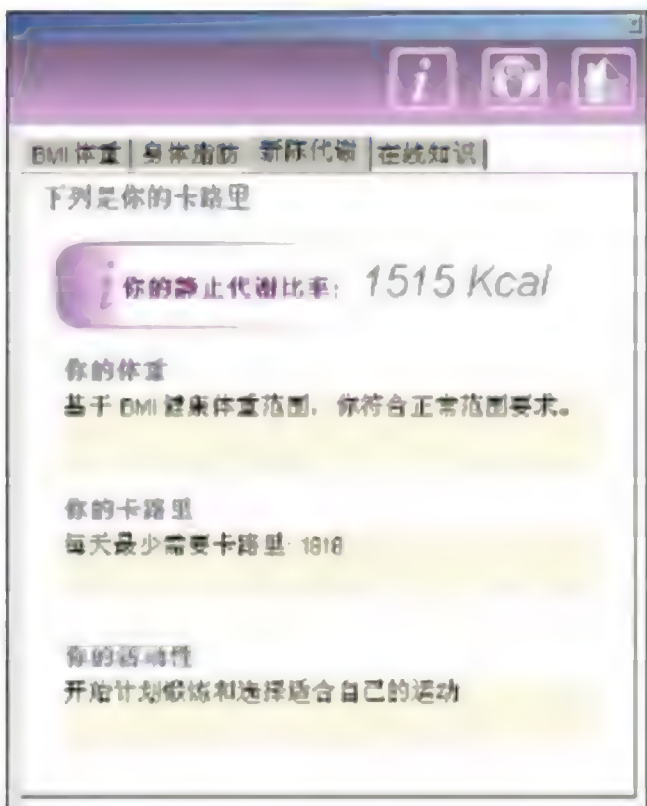 BMI 体重 身体脂肪 新陈代谢 在线知识
下列是你的卡路里
你的静止代谢比率: 1515 Kcal
你的体重
基于 BMI 健康体重范围，你符合正常范围要求。
你的卡路里
每天最少需要卡路里: 1818
你的活动性
开始计划锻炼和选择适合自己的运动